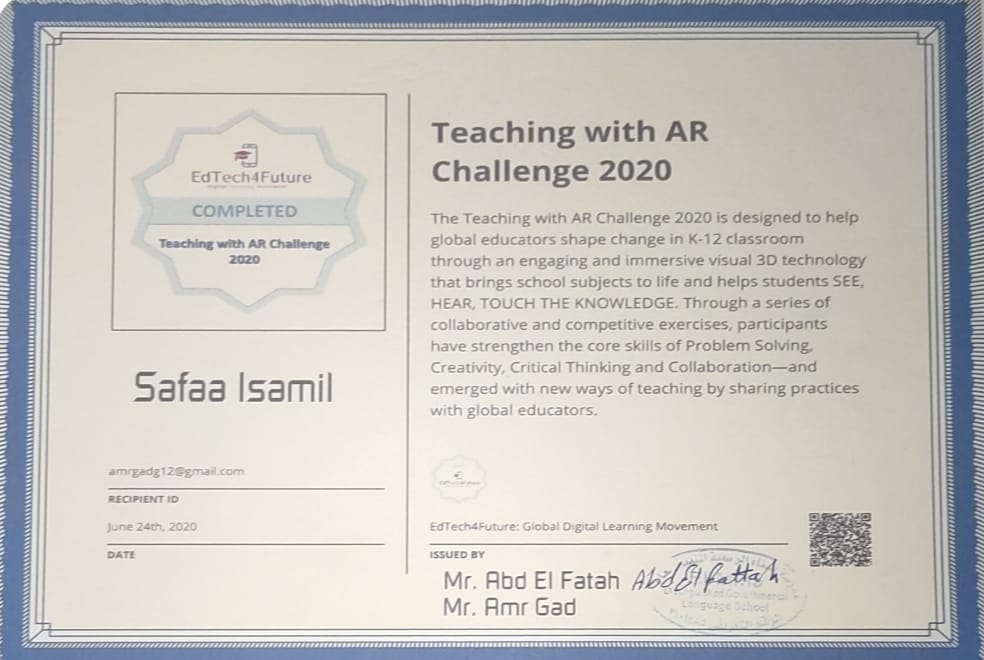 EdTech4Future
COMPLETED
Teaching with AR Challenge
2020
Safaa Isamil
amrgadg12@gmail.com
RECIPIENT ID
June 24th, 2020
DATE
Teaching with AR
Challenge 2020
The Teaching with AR Challenge 2020 is designed to help
global educators shape change in K-12 classroom
through an engaging and immersive visual 3D technology
that brings school subjects to life and helps students SEE,
HEAR, TOUCH THE KNOWLEDGE. Through a series of
collaborative and competitive exercises, participants
have strengthen the core skills of Problem Solving,
Creativity, Critical Thinking and Collaboration—and
emerged with new ways of teaching by sharing practices
with global educators.
EdTech4Future: Global Digital Learning Movement
ISSUED BY
Mr. Abd El Fatah Abd El fattah
Mr. Amr Gad
Governmental
Language School